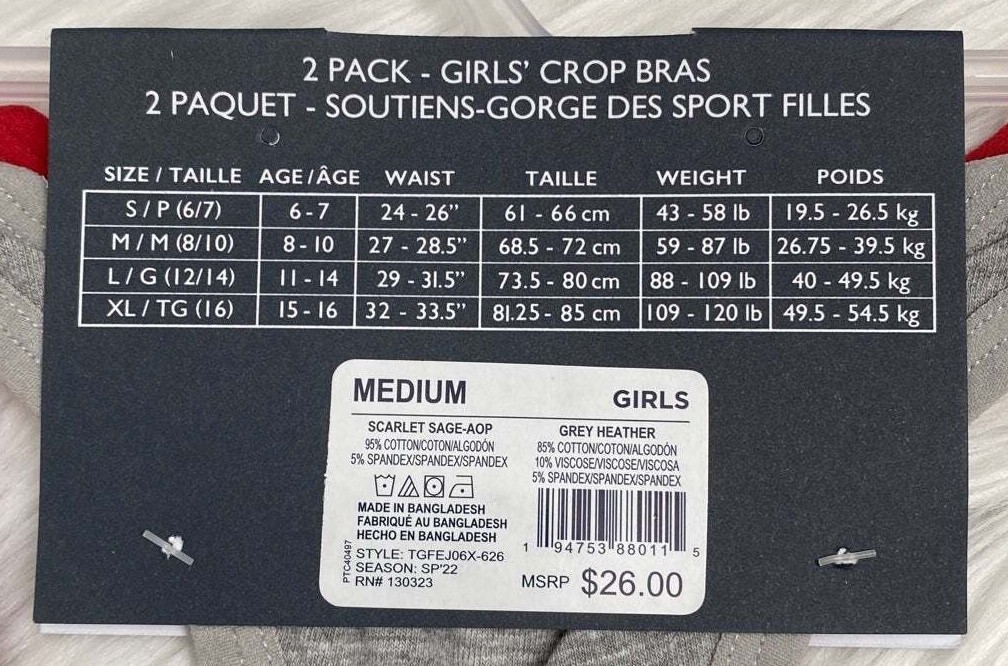 2 PACK - GIRLS' CROP BRAS
2 PAQUET - SOUTIENS-GORGE DES SPORT FILLES
SIZE / TAILLE AGE / ÂGE WAIST TAILLE WEIGHT POIDS
S / P (6/7) 6 - 7 24 - 26” 61 - 66 cm 43 - 58 lb 19.5 - 26.5 kg
M / M (8/10) 8 - 10 27 - 28.5” 68.5 - 72 cm 59 - 87 lb 26.75 - 39.5 kg
L / G (12/14) 11 - 14 29 - 31.5” 73.5 - 80 cm 88 - 109 lb 40 - 49.5 kg
XL / TG (16) 15 - 16 32 - 33.5” 81.25 - 85 cm 109 - 120 lb 49.5 - 54.5 kg
MEDIUM GIRLS
SCARLET SAGE-AOP
95% COTTON/COTON/ALGODÓN
5% SPANDEX/SPANDEX/SPANDEX
GREY HEATHER
85% COTTON/COTON/ALGODÓN
10% VISCOSE/VISCOSE/VISCOSA
5% SPANDEX/SPANDEX/SPANDEX
MADE IN BANGLADESH
FABRIQUÉ AU BANGLADESH
HECHO EN BANGLADESH
STYLE: TGFEJ06X-626
SEASON: SP'22
RN# 130323
PTC40497
1 94753 88011 5
MSRP $26.00